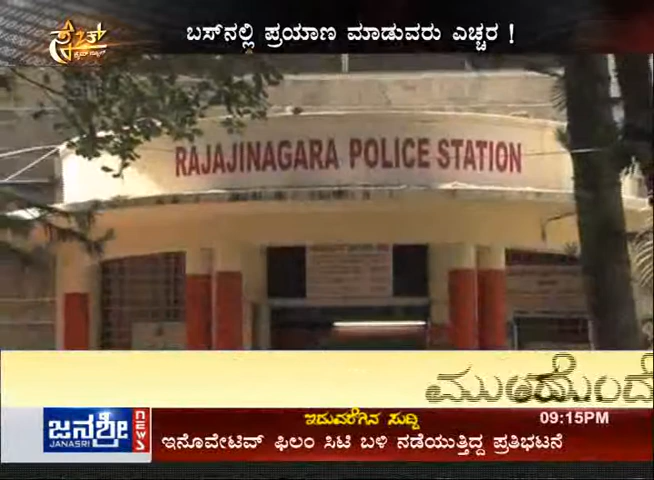 ಬಸ್‌ನಲ್ಲಿ ಪ್ರಯಾಣ ಮಾಡುವರು ಎಚ್ಚರ !
RAJAJINAGARA POLICE STATION
ಇದುವರೆಗಿನ ಸುದ್ದಿ
09:15PM
ಜನಶ್ರೀ
NEWS
JANASRI
ಇನೊವೇಟಿವ್ ಫಿಲಂ ಸಿಟಿ ಬಳಿ ನಡೆಯುತ್ತಿದ್ದ ಪ್ರತಿಭಟನೆ